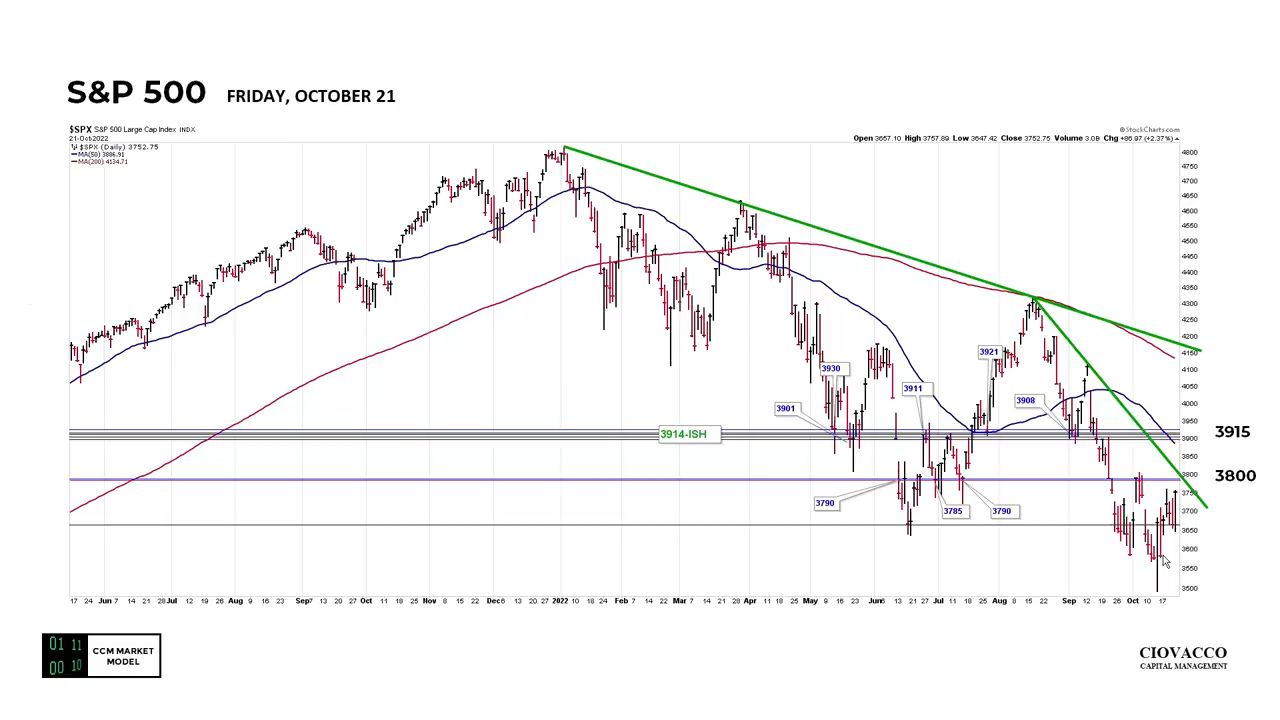 S&P 500 FRIDAY, OCTOBER 21
$SPX S&P 500 Large Cap Index INDX
© StockCharts.com
21-Oct-2022
Open 3657.10 High 3757.89 Low 3647.42 Close 3752.75 Volume 3.0B Chg +86.97 (+2.37%)
$SPX (Daily) 3752.75
MA(50) 3886.91
MA(200) 4134.71
4800
4750
4700
4650
4600
4550
4500
4450
4400
4350
4300
4250
4200
4150
4100
4050
4000
3950
3900
3850
3800
3750
3700
3650
3600
3550
3500
3930
3901
3914-ISH
3911
3921
3908
3790
3785
3790
3915
3800
17 24 Jun 7 14 21 28 Jul 12 19 26 Aug 9 16 23 Sep 7 13 20 27 Oct 11 18 25 Nov 8 15 22 Dec 6 13 20 27 2022 10 18 24 Feb 7 14 22 Mar 7 14 21 Apr 11 18 25 May 9 16 23 Jun 6 13 21 27 Jul 11 18 25 Aug 8 15 22 Sep 12 19 26 Oct 10 17
01 11
00 10
CCM MARKET
MODEL
CIOVACCO
CAPITAL MANAGEMENT